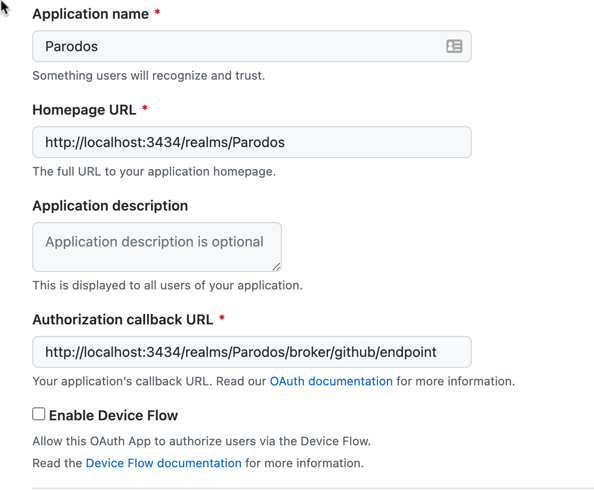 Application name *
Parodos
Something users will recognize and trust.
Homepage URL *
http://localhost:3434/realms/Parodos
The full URL to your application homepage.
Application description
Application description is optional
This is displayed to all users of your application.
Authorization callback URL *
http://localhost:3434/realms/Parodos/broker/github/endpoint
Your application's callback URL. Read our OAuth documentation for more information.
Enable Device Flow
Allow this OAuth App to authorize users via the Device Flow.
Read the Device Flow documentation for more information.